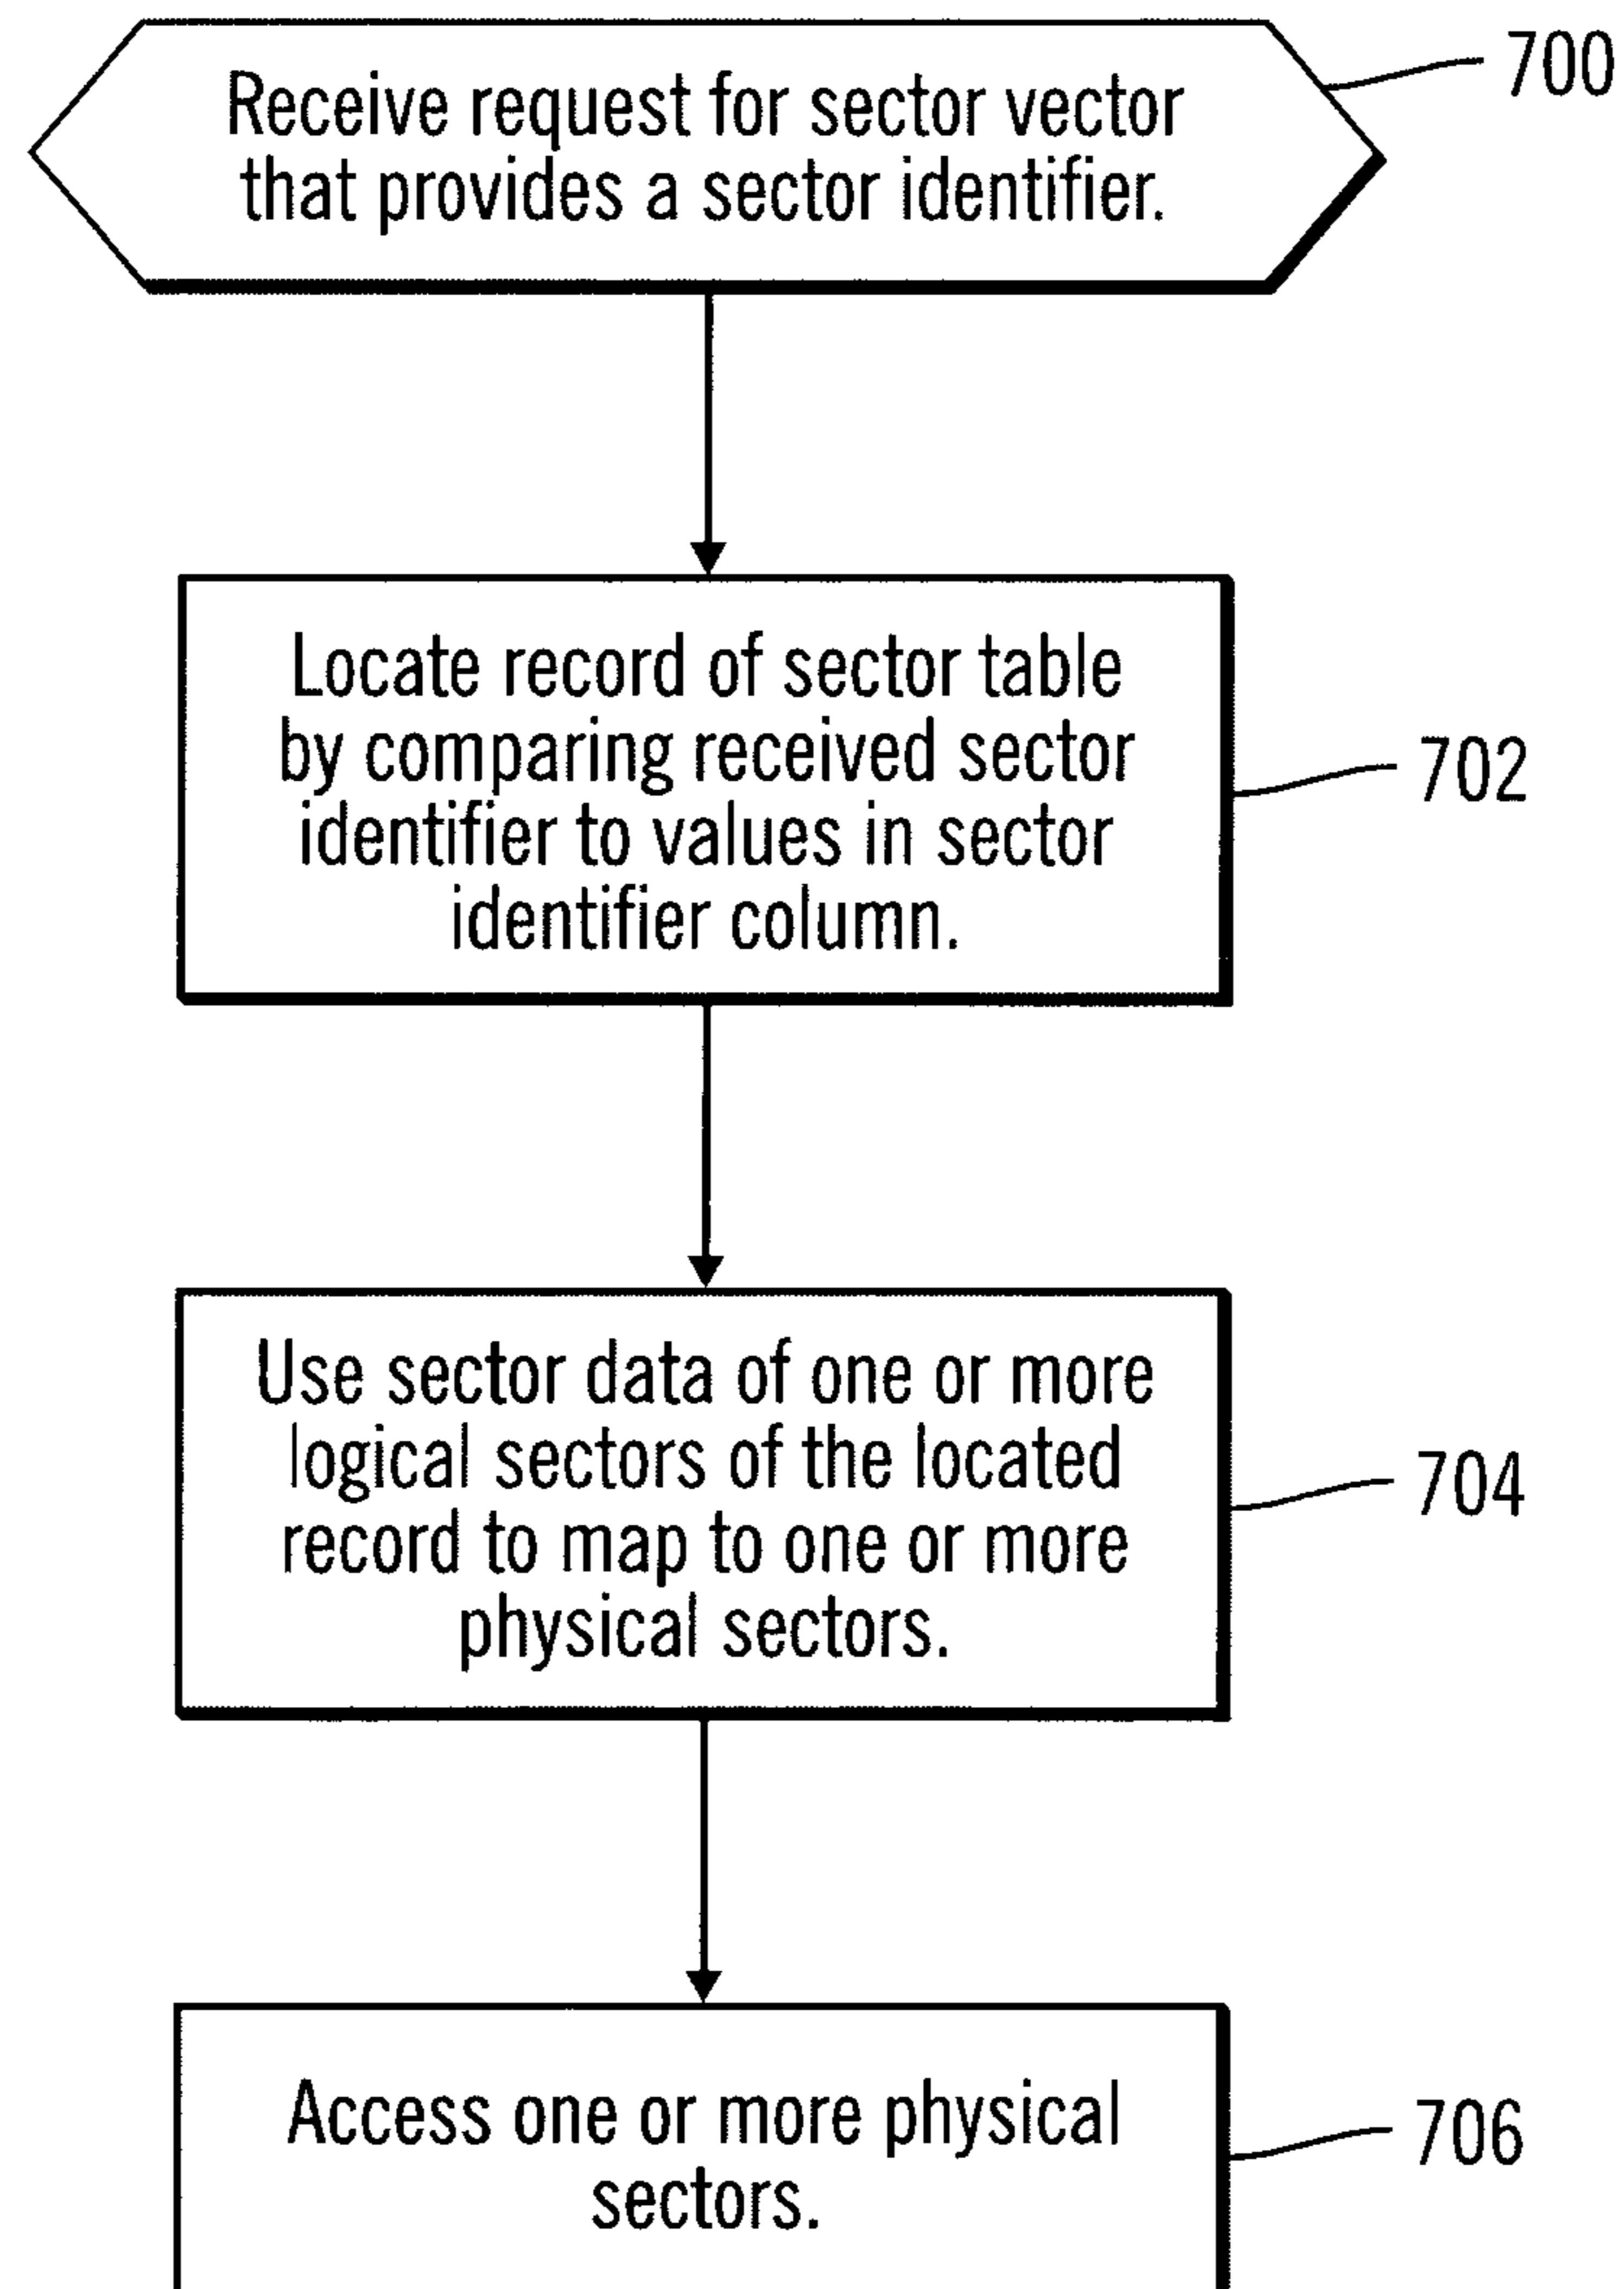 Receive request for sector vector
that provides a sector identifier.
700
Locate record of sector table
by comparing received sector
identifier to values in sector
identifier column.
702
Use sector data of one or more
logical sectors of the located
record to map to one or more
physical sectors.
704
Access one or more physical
sectors.
706